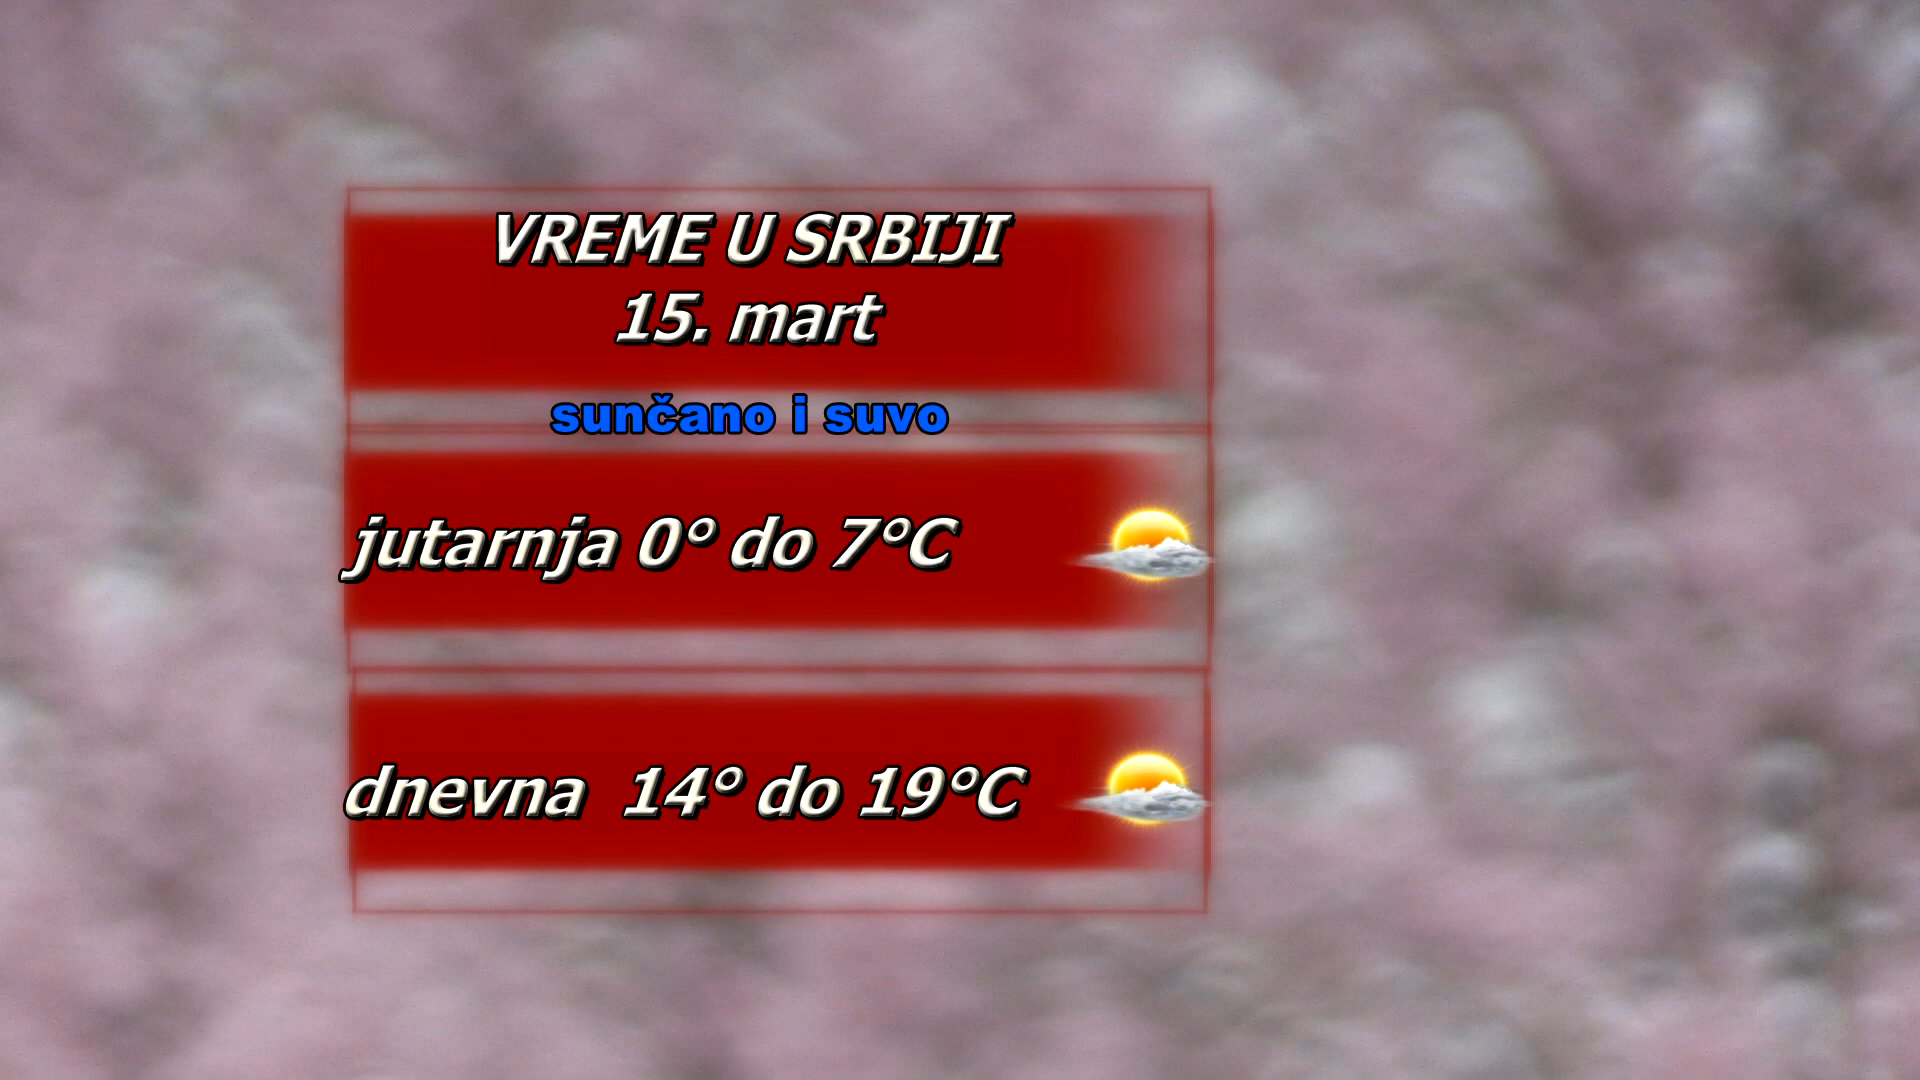 VREME U SRBIJI
15. mart
sunčano i suvo
jutarnja 0° do 7°C
dnevna 14° do 19°C